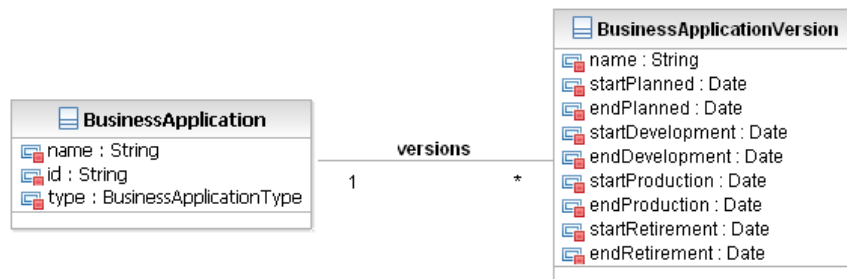 BusinessApplication
name : String
id : String
type : BusinessApplicationType
versions
1
*
BusinessApplicationVersion
name : String
startPlanned : Date
endPlanned : Date
startDevelopment : Date
endDevelopment : Date
startProduction : Date
endProduction : Date
startRetirement : Date
endRetirement : Date